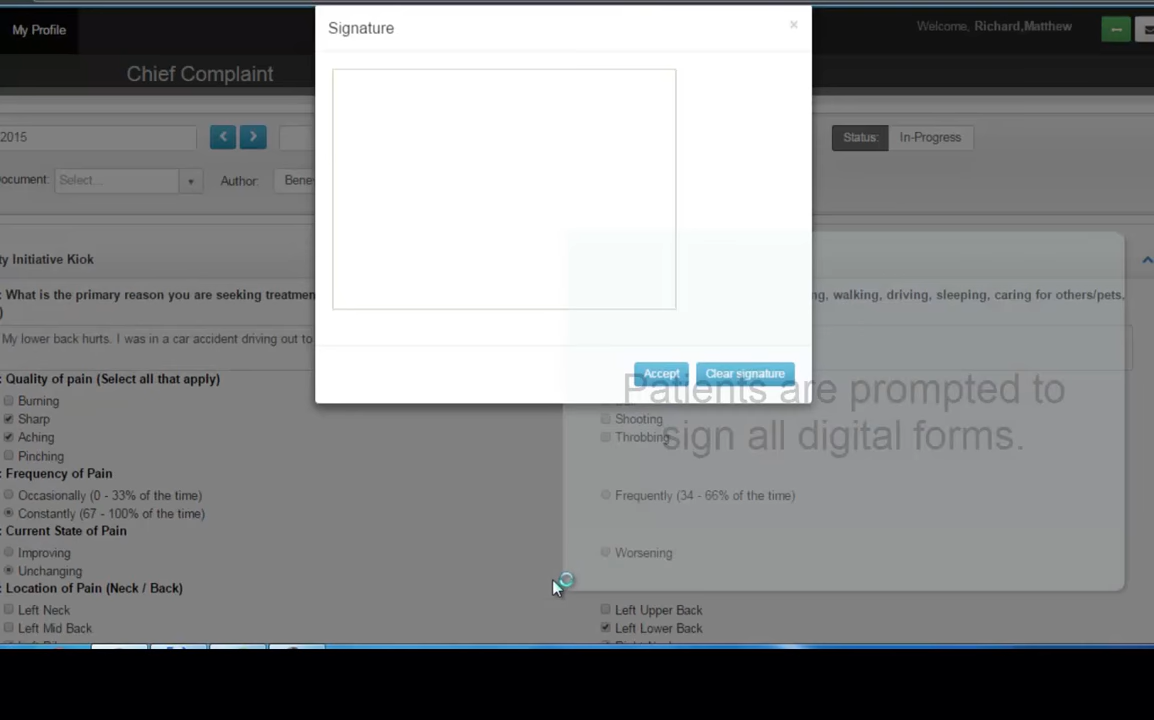 My Profile
Signature
×
Welcome, Richard,Matthew
Chief Complaint
2015
Status: In-Progress
ocument: Select... Author: Bene
ty Initiative Kiok
: What is the primary reason you are seeking treatmen
ng, walking, driving, sleeping, caring for others/pets,
)
My lower back hurts. I was in a car accident driving out to
Accept Clear signature
: Quality of pain (Select all that apply)
Patients are prompted to
sign all digital forms.
Burning
Sharp Shooting
Aching Throbbing
Pinching
: Frequency of Pain
Occasionally (0 - 33% of the time) Frequently (34 - 66% of the time)
Constantly (67 - 100% of the time)
: Current State of Pain
Improving Worsening
Unchanging
: Location of Pain (Neck / Back)
Left Neck Left Upper Back
Left Mid Back Left Lower Back